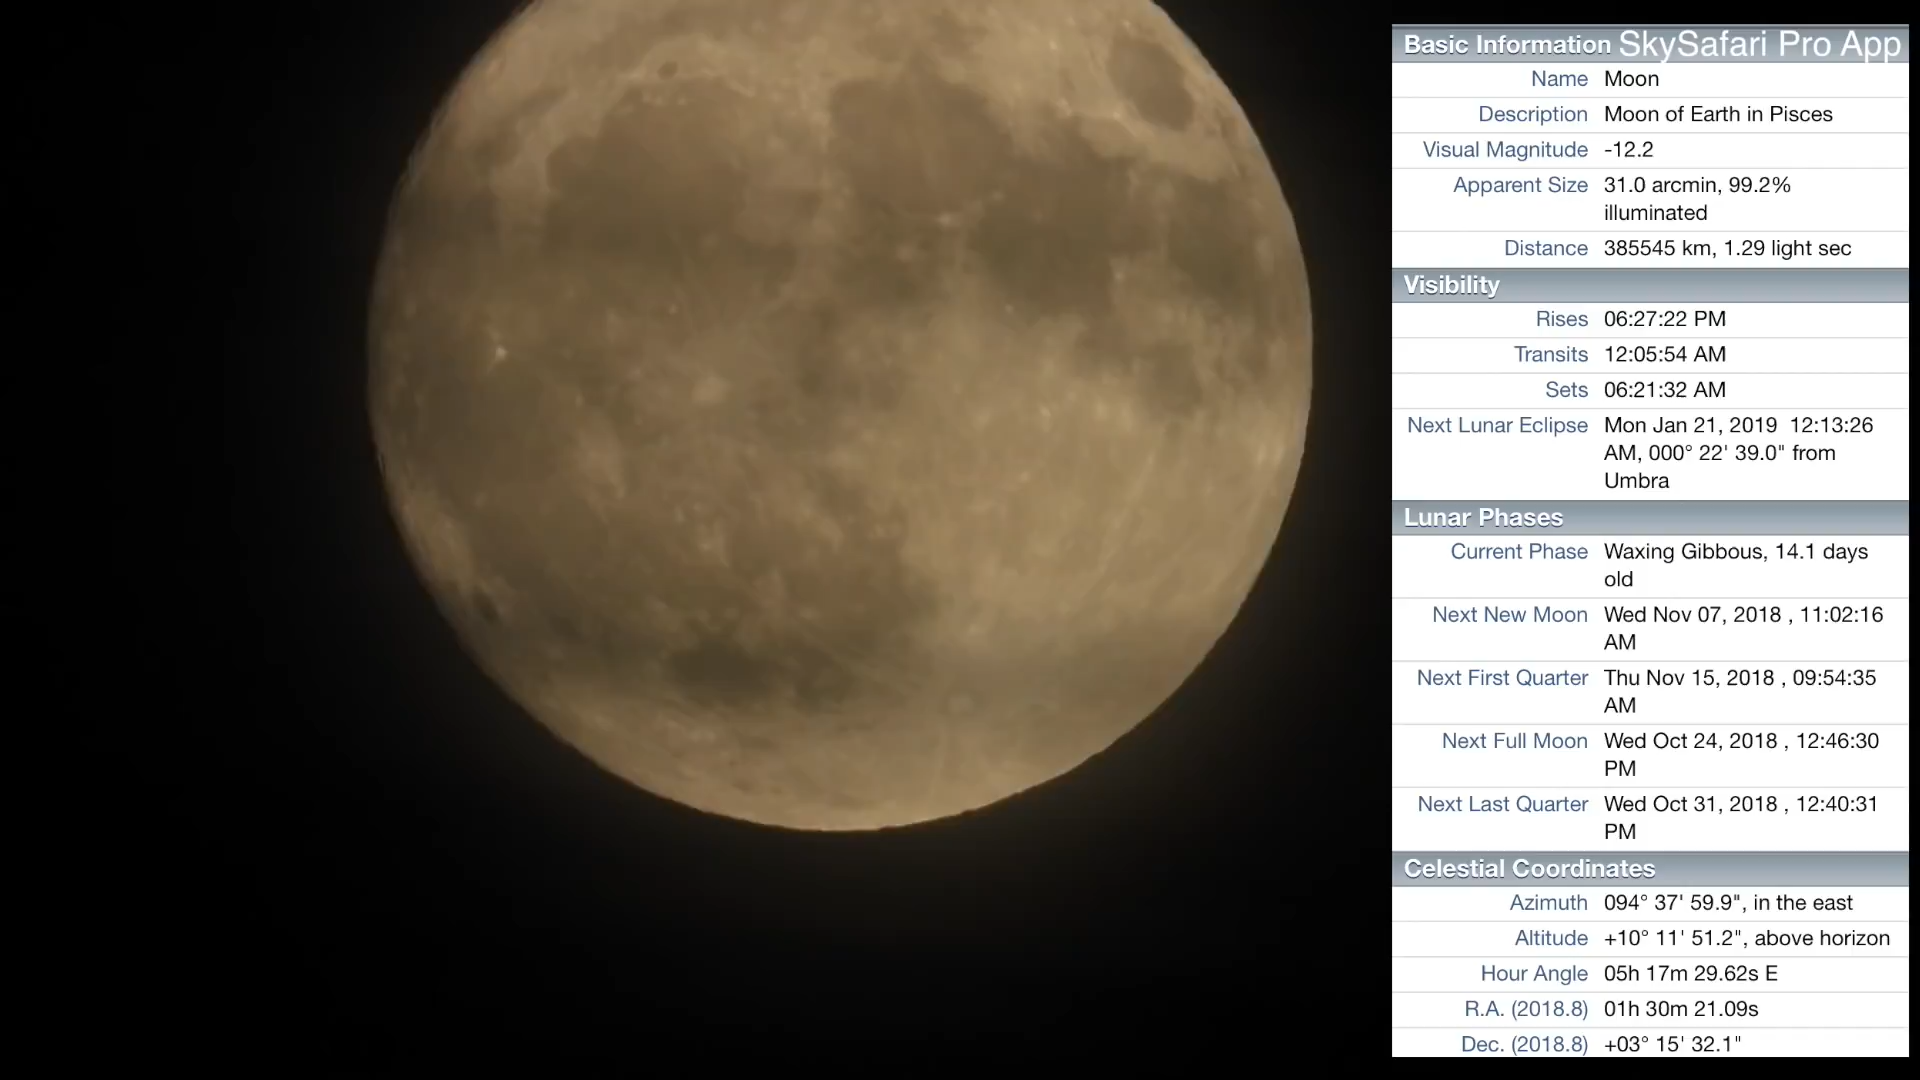 Basic Information SkySafari Pro App
Name Moon
Description Moon of Earth in Pisces
Visual Magnitude -12.2
Apparent Size 31.0 arcmin, 99.2%
illuminated
Distance 385545 km, 1.29 light sec
Visibility
Rises 06:27:22 PM
Transits 12:05:54 AM
Sets 06:21:32 AM
Next Lunar Eclipse Mon Jan 21, 2019 12:13:26
AM, 000° 22' 39.0" from
Umbra
Lunar Phases
Current Phase Waxing Gibbous, 14.1 days
old
Next New Moon Wed Nov 07, 2018 , 11:02:16
AM
Next First Quarter Thu Nov 15, 2018 , 09:54:35
AM
Next Full Moon Wed Oct 24, 2018 , 12:46:30
PM
Next Last Quarter Wed Oct 31, 2018 , 12:40:31
PM
Celestial Coordinates
Azimuth 094° 37' 59.9", in the east
Altitude +10° 11' 51.2", above horizon
Hour Angle 05h 17m 29.62s E
R.A. (2018.8) 01h 30m 21.09s
Dec. (2018.8) +03° 15' 32.1"